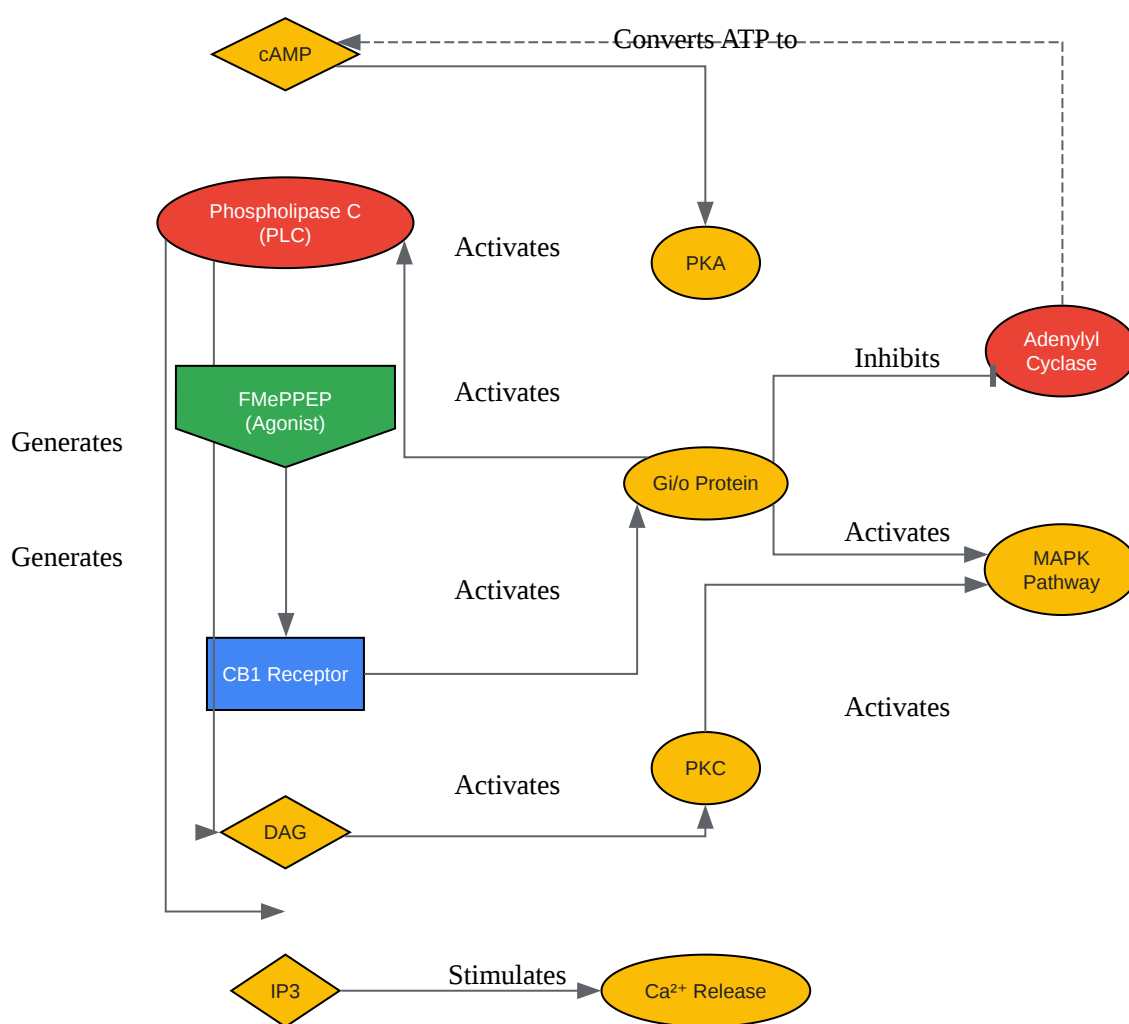 Converts ATP to
cAMP
Phospholipase C
(PLC)
Activates
PKA
Adenylyl
Cyclase
Inhibits
FMePPEP
(Agonist)
Activates
Generates
Gi/o Protein
Activates
MAPK
Pathway
Generates
Activates
CB1 Receptor
Activates
PKC
Activates
DAG
IP3
Stimulates
Ca²⁺ Release